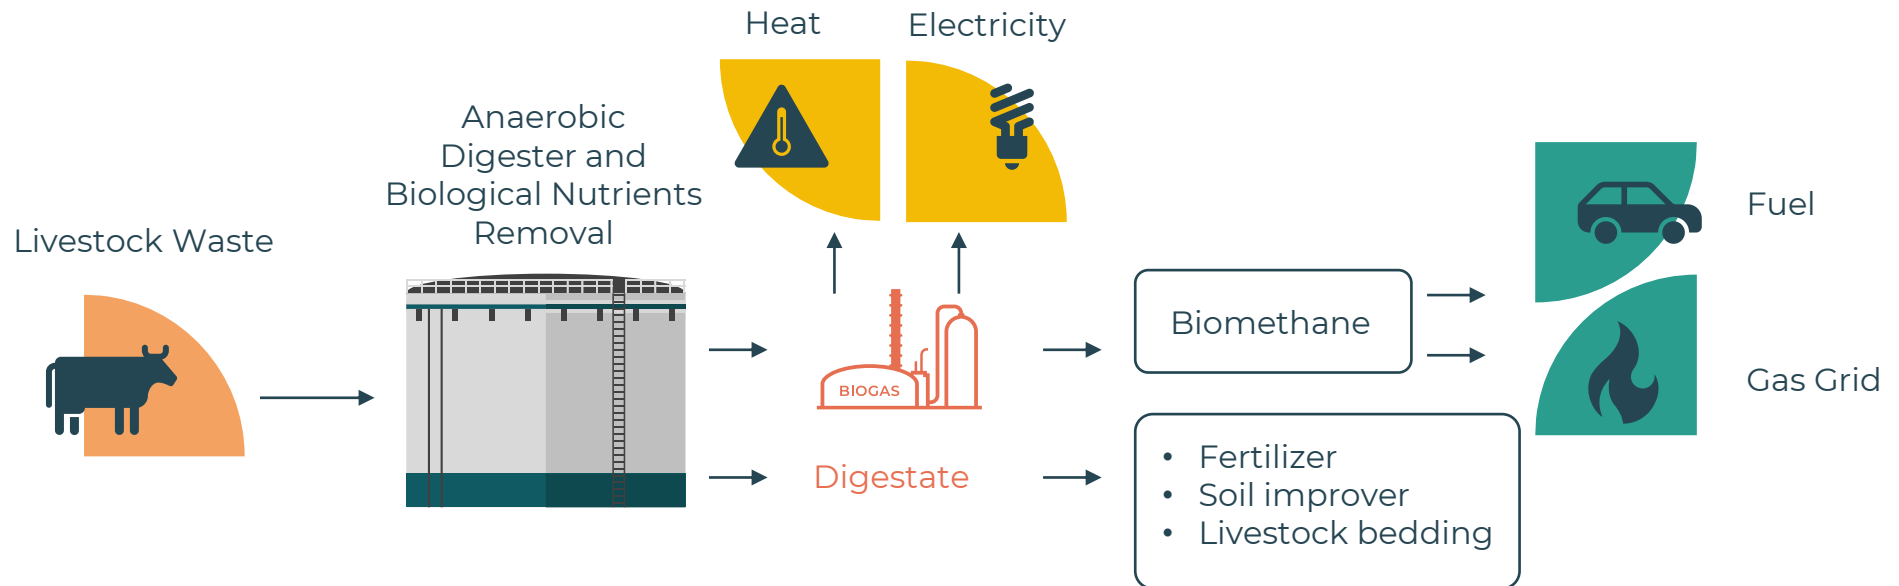 Heat
Electricity
Anaerobic
Digester and
Biological Nutrients
Removal
Livestock Waste
BIOGAS
Digestate
Biomethane
• Fertilizer
• Soil improver
• Livestock bedding
Fuel
Gas Grid